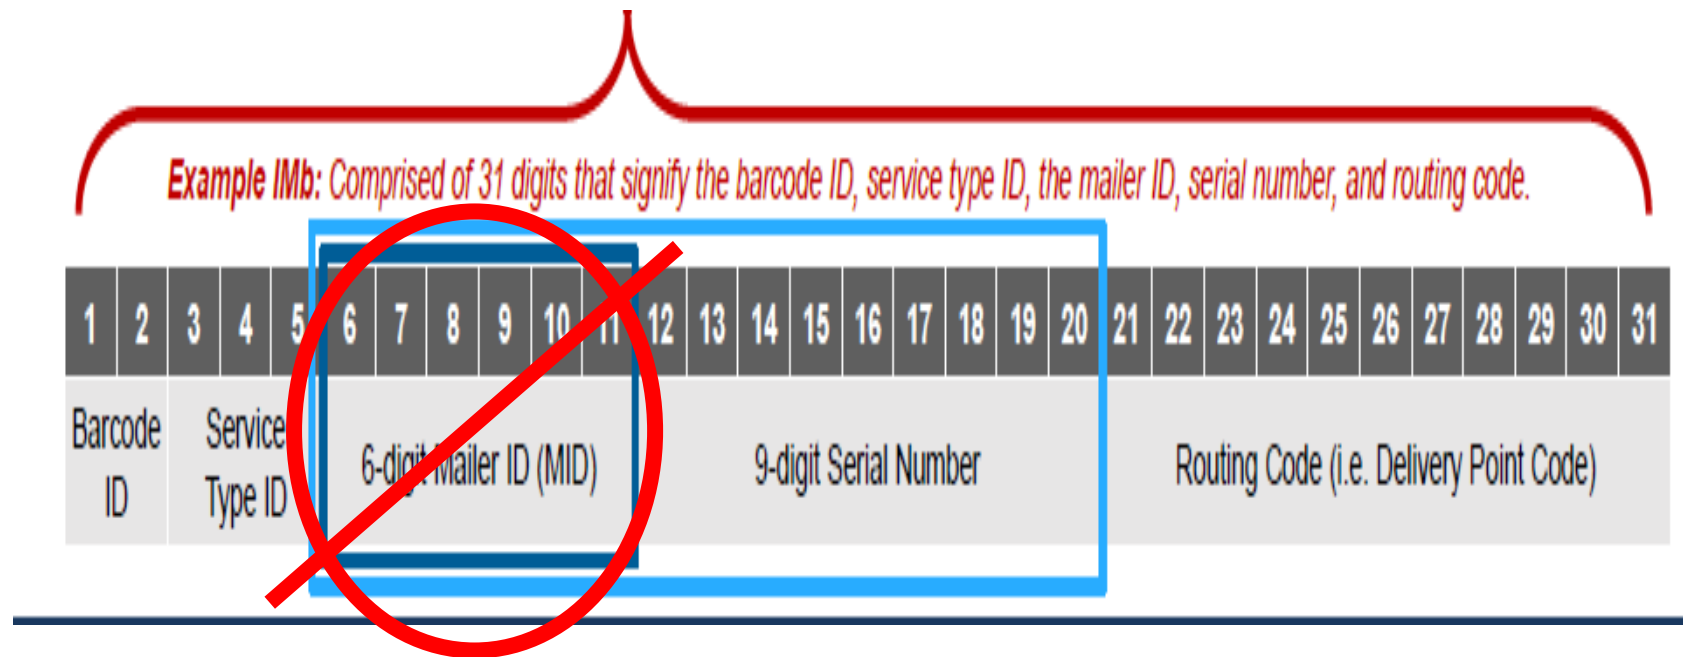 Example IMb: Comprised of 31 digits that signify the barcode ID, service type ID, the mailer ID, serial number, and routing code.
1 2 3 4 5 6 7 8 9 10 11 12 13 14 15 16 17 18 19 20 21 22 23 24 25 26 27 28 29 30 31
Barcode ID
Service Type ID
6-digit Mailer ID (MID)
9-digit Serial Number
Routing Code (i.e. Delivery Point Code)